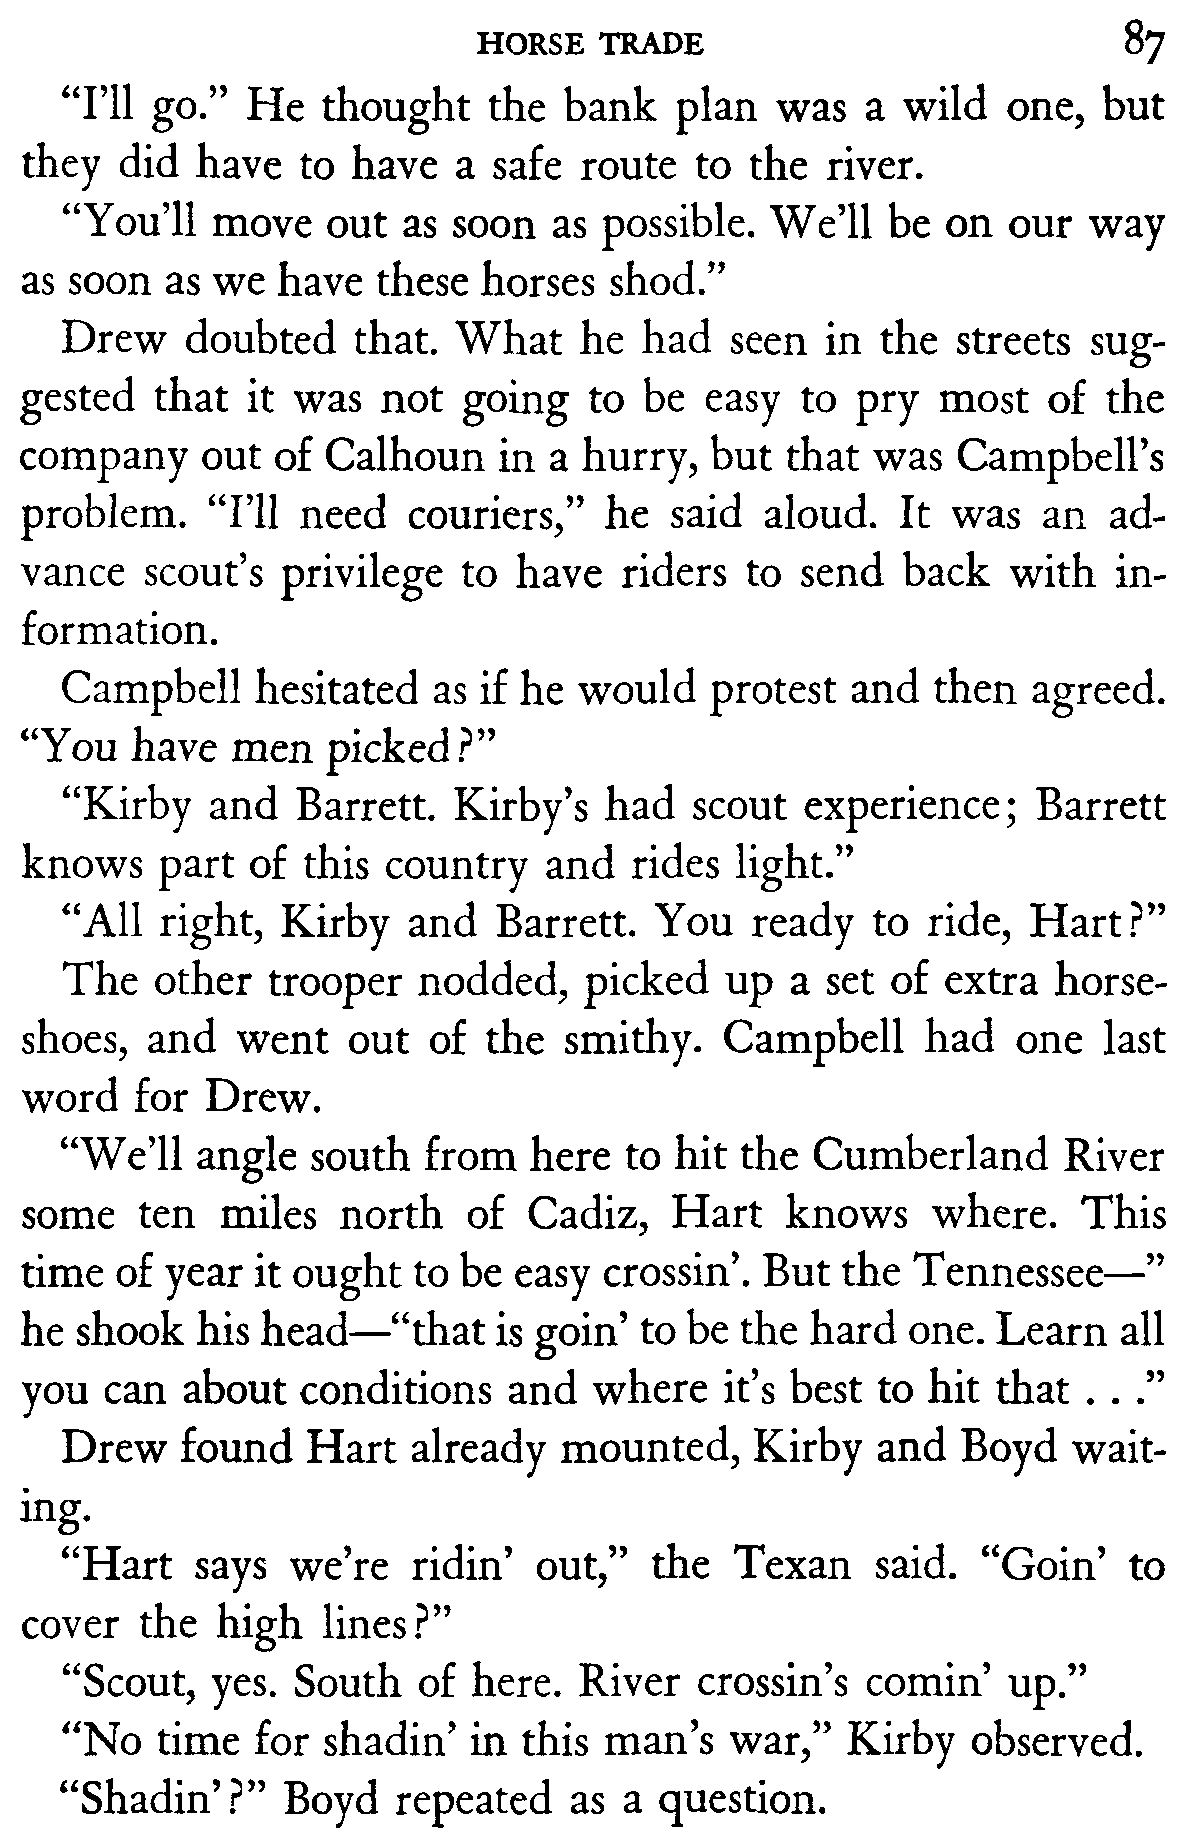 HORSE TRADE 87
“I’ll go.” He thought the bank plan was a wild one, but
they did have to have a safe route to the river.
“You’ll move out as soon as possible. We’ll be on our way
as soon as we have these horses shod.”
Drew doubted that. What he had seen in the streets sug-
gested that it was not going to be easy to pry most of the
company out of Calhoun in a hurry, but that was Campbell’s
problem. “I’ll need couriers,” he said aloud. It was an ad-
vance scout’s privilege to have riders to send back with in-
formation.
Campbell hesitated as if he would protest and then agreed.
“You have men picked?”
“Kirby and Barrett. Kirby’s had scout experience; Barrett
knows part of this country and rides light.”
“All right, Kirby and Barrett. You ready to ride, Hart?”
The other trooper nodded, picked up a set of extra horse-
shoes, and went out of the smithy. Campbell had one last
word for Drew.
“We’ll angle south from here to hit the Cumberland River
some ten miles north of Cadiz, Hart knows where. This
time of year it ought to be easy crossin’. But the Tennessee—”
he shook his head—“that is goin’ to be the hard one. Learn all
you can about conditions and where it’s best to hit that . . .”
Drew found Hart already mounted, Kirby and Boyd wait-
ing.
“Hart says we’re ridin’ out,” the Texan said. “Goin’ to
cover the high lines?”
“Scout, yes. South of here. River crossin’s comin’ up.”
“No time for shadin’ in this man’s war,” Kirby observed.
“Shadin’?” Boyd repeated as a question.